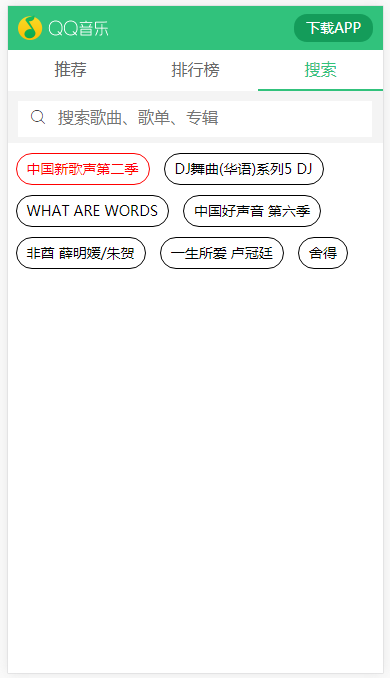 QQ音乐 下载APP
推荐 排行榜 搜索
搜索歌曲、歌单、专辑
中国新歌声第二季 DJ舞曲(华语)系列5 DJ
WHAT ARE WORDS 中国好声音 第六季
非酋 薛明媛/朱贺 一生所爱 卢冠廷 舍得